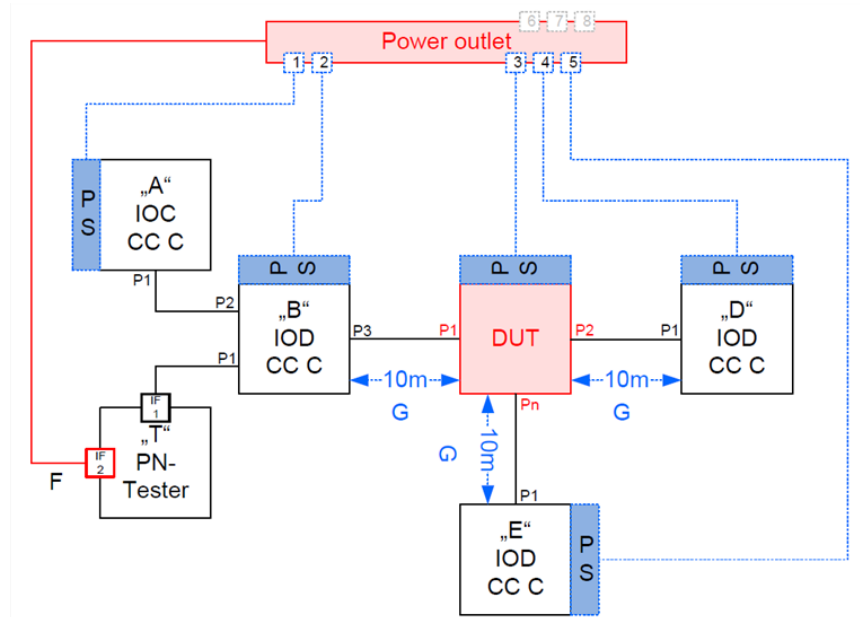 6 7 8
Power outlet
1 2 3 4 5
P S
„A“
IOC
CC C
P1
P2
P S
„B“
IOD
CC C
P3
P1
P S
P1
DUT
P2
Pn
P S
P1
„D“
IOD
CC C
10m
G
10m
G
10m
G
IF
1
„T“
PN-
Tester
IF
2
F
P1
„E“
IOD
CC C
P S